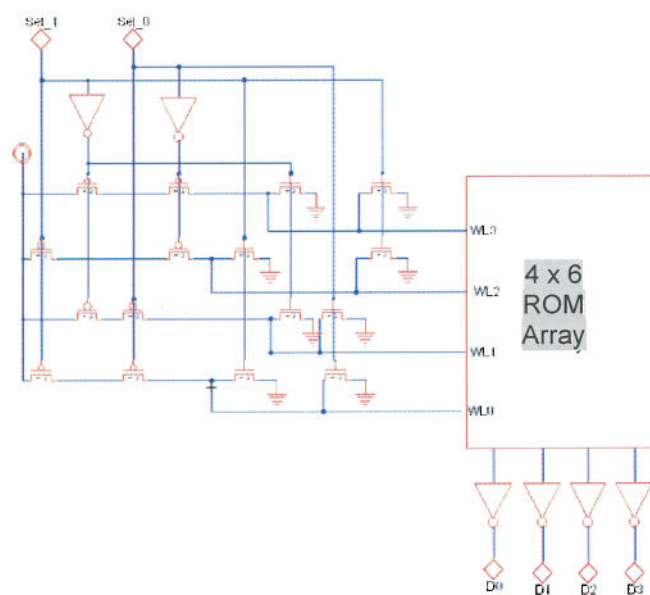 Sel_1 Sel_0
WL3
WL2
WL1
WL0
4 x 6
ROM
Array
D0 D1 D2 D3